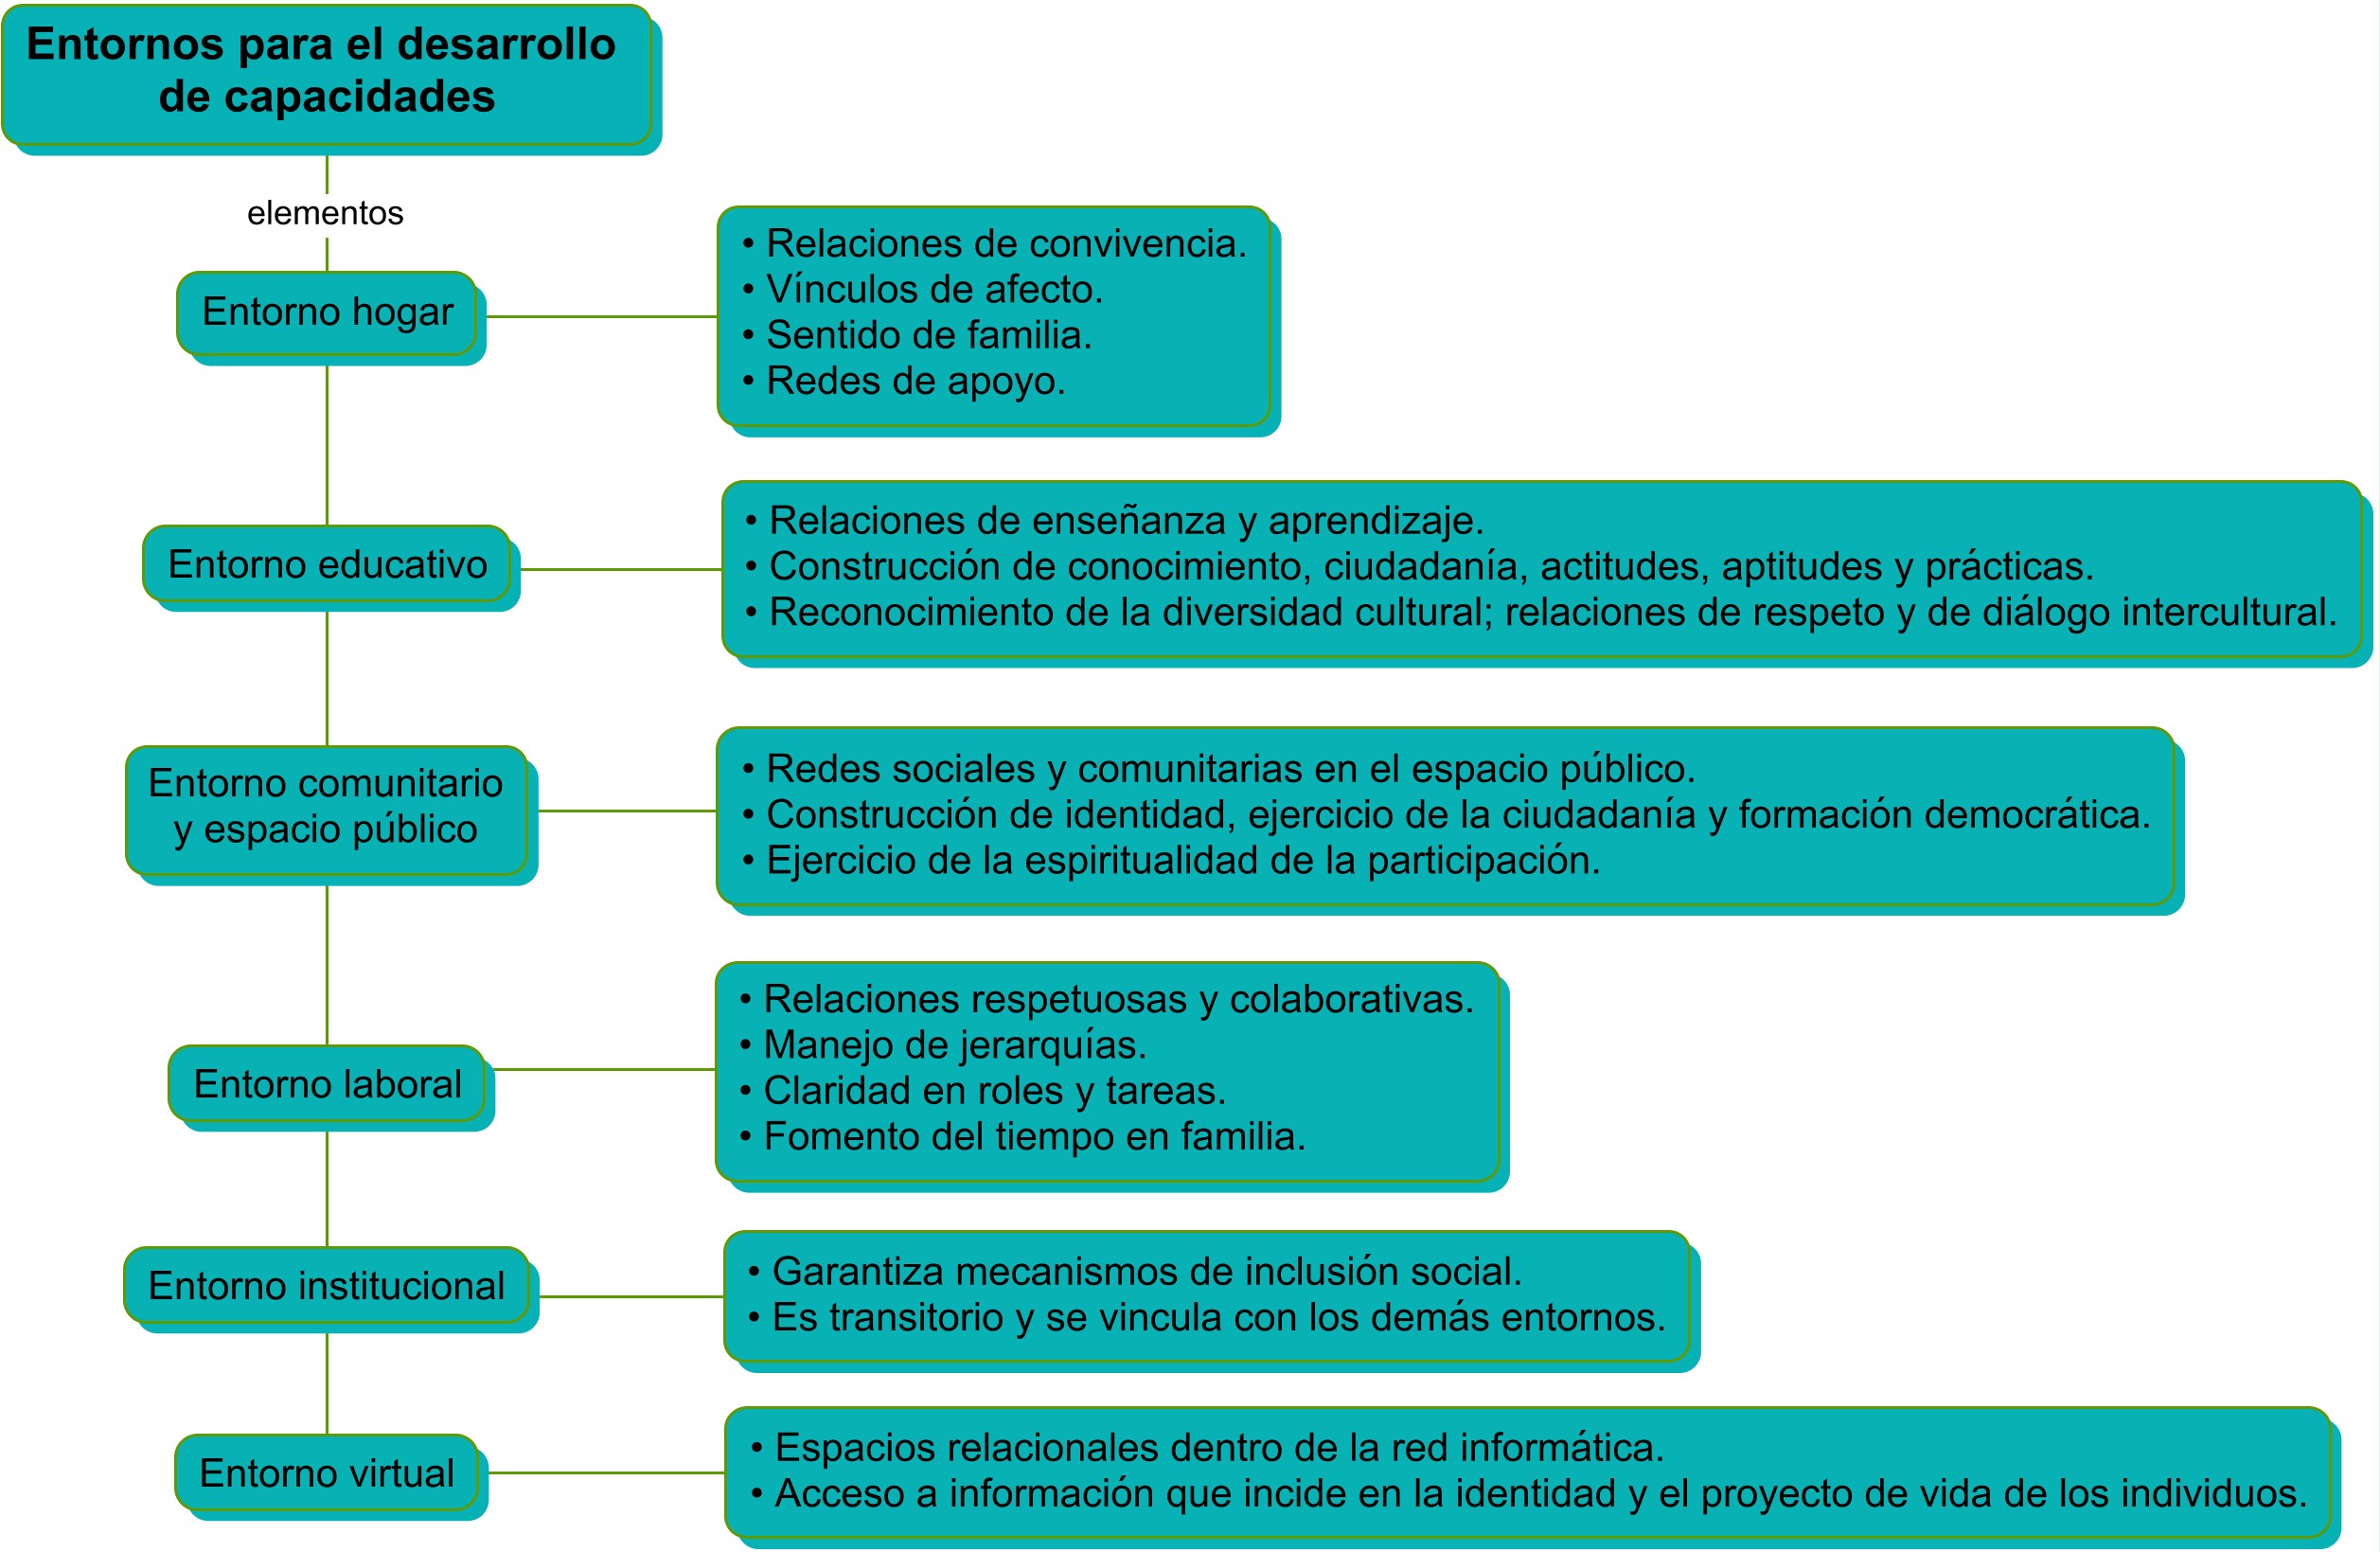 Entornos para el desarrollo
de capacidades
elementos
Entorno hogar
• Relaciones de convivencia.
• Vínculos de afecto.
• Sentido de familia.
• Redes de apoyo.
Entorno educativo
• Relaciones de enseñanza y aprendizaje.
• Construcción de conocimiento, ciudadanía, actitudes, aptitudes y prácticas.
• Reconocimiento de la diversidad cultural; relaciones de respeto y de diálogo intercultural.
Entorno comunitario
y espacio público
• Redes sociales y comunitarias en el espacio público.
• Construcción de identidad, ejercicio de la ciudadanía y formación democrática.
• Ejercicio de la espiritualidad de la participación.
Entorno laboral
• Relaciones respetuosas y colaborativas.
• Manejo de jerarquías.
• Claridad en roles y tareas.
• Fomento del tiempo en familia.
Entorno institucional
• Garantiza mecanismos de inclusión social.
• Es transitorio y se vincula con los demás entornos.
Entorno virtual
• Espacios relacionales dentro de la red informática.
• Acceso a información que incide en la identidad y el proyecto de vida de los individuos.